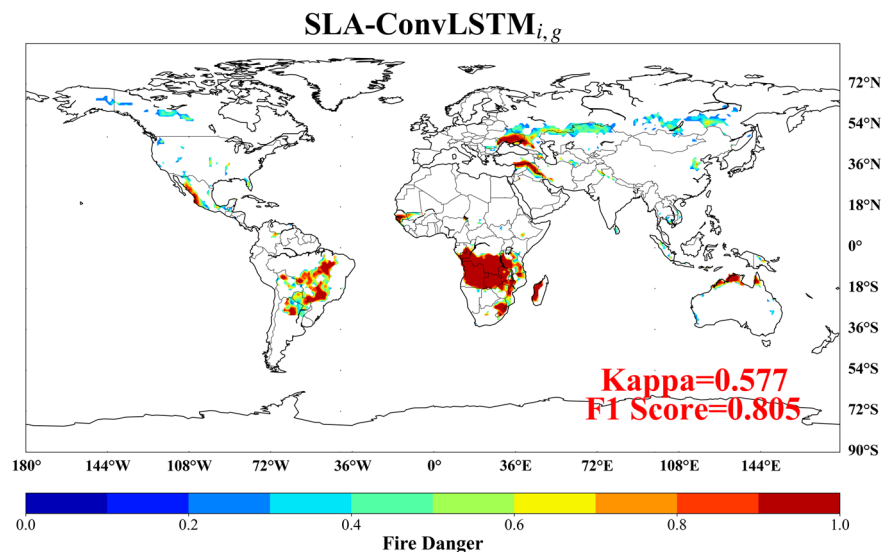 SLA-ConvLSTMi,g
72°N
54°N
36°N
18°N
0°
18°S
36°S
54°S
72°S
90°S
Kappa=0.577
F1 Score=0.805
180° 144°W 108°W 72°W 36°W 0° 36°E 72°E 108°E 144°E
0.0 0.2 0.4 0.6 0.8 1.0
Fire Danger